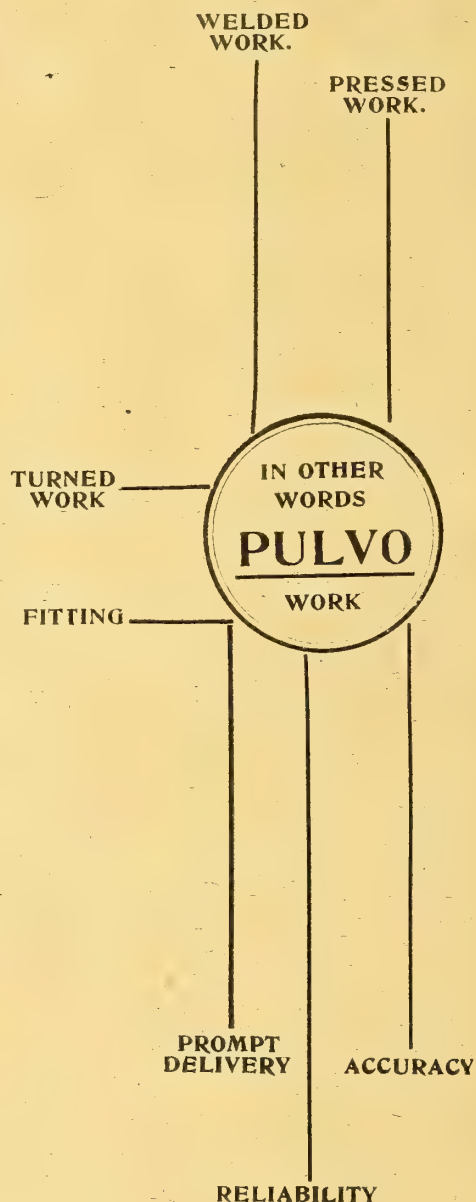 WELDED
WORK.
PRESSED
WORK.
TURNED
WORK
IN OTHER
WORDS
PULVO
WORK
FITTING
PROMPT
DELIVERY
ACCURACY
RELIABILITY